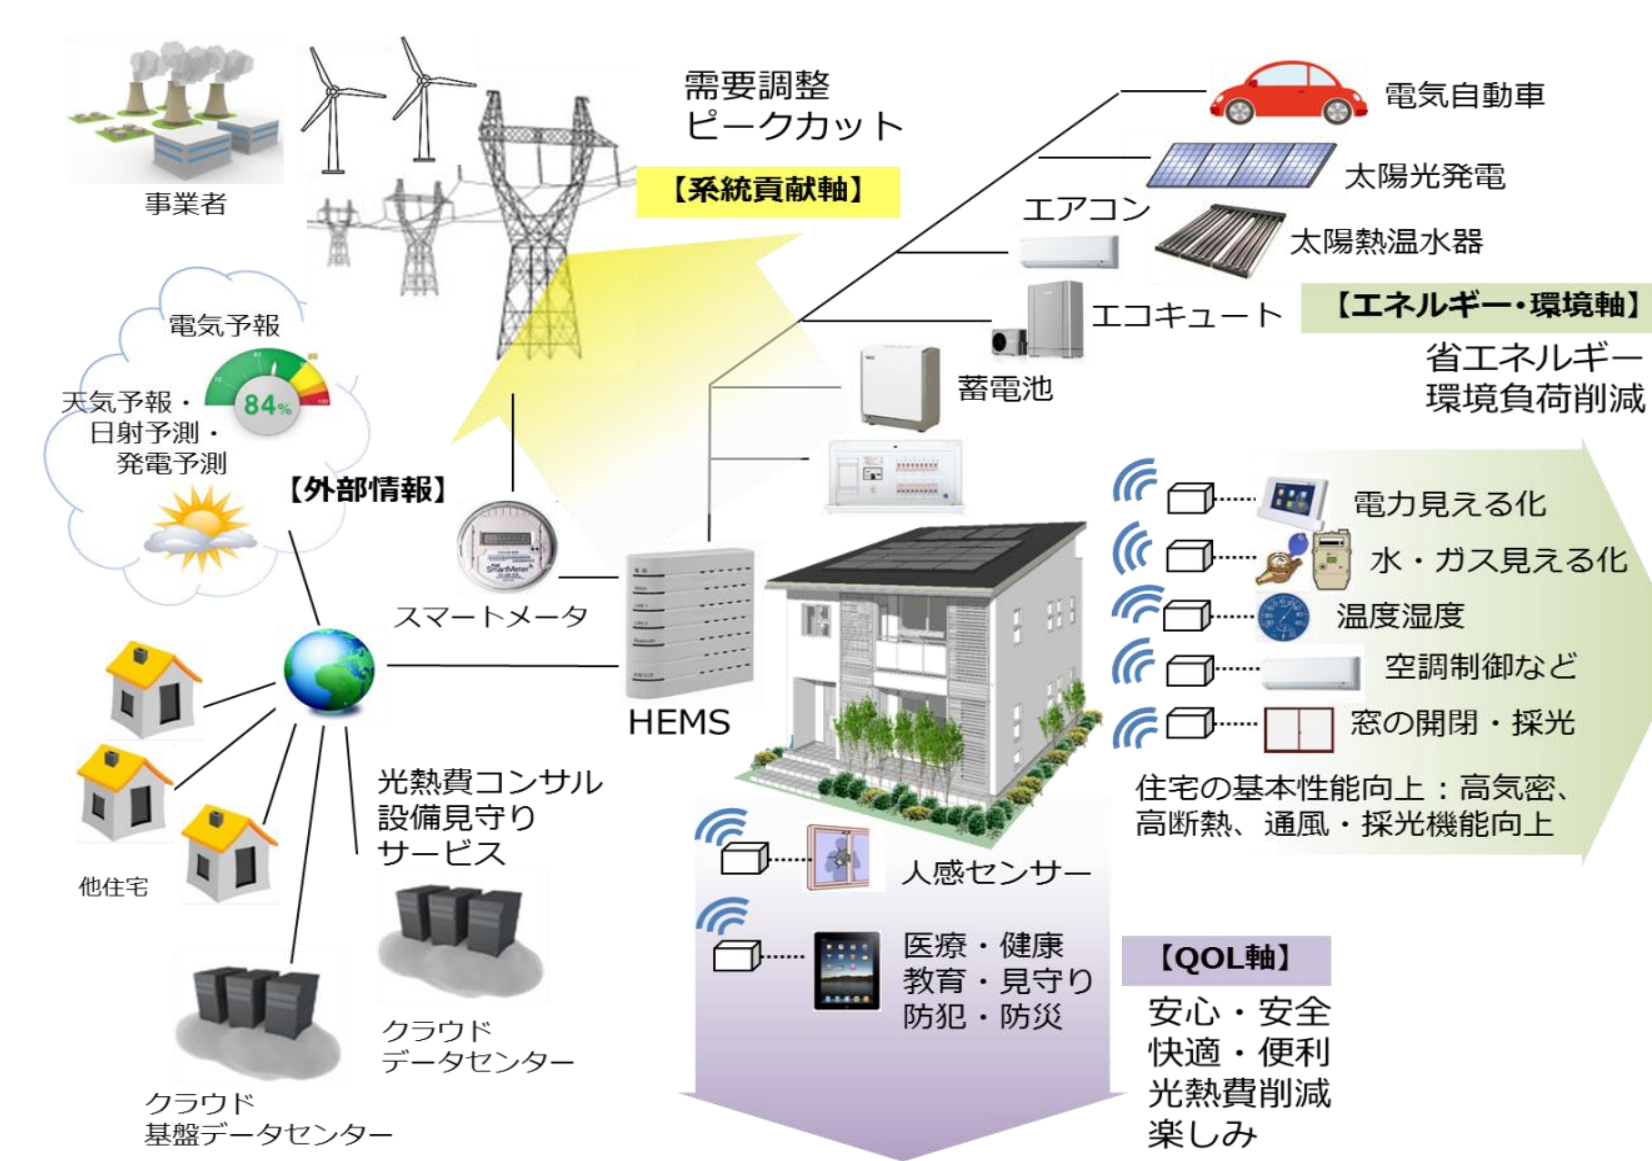 需要調整
ピークカット
【系統貢献軸】
事業者
電気自動車
太陽光発電
エアコン
太陽熱温水器
エコキュート
【エネルギー・環境軸】
省エネルギー
環境負荷削減
蓄電池
電気予報
84%
天気予報・
日射予測・
発電予測
【外部情報】
SmartMeter
スマートメータ
HEMS
電力見える化
水・ガス見える化
温度湿度
空調制御など
窓の開閉・採光
住宅の基本性能向上：高気密、
高断熱、通風・採光機能向上
他住宅
光熱費コンサル
設備見守り
サービス
クラウド
データセンター
クラウド
基盤データセンター
人感センサー
医療・健康
教育・見守り
防犯・防災
【QOL軸】
安心・安全
快適・便利
光熱費削減
楽しみ